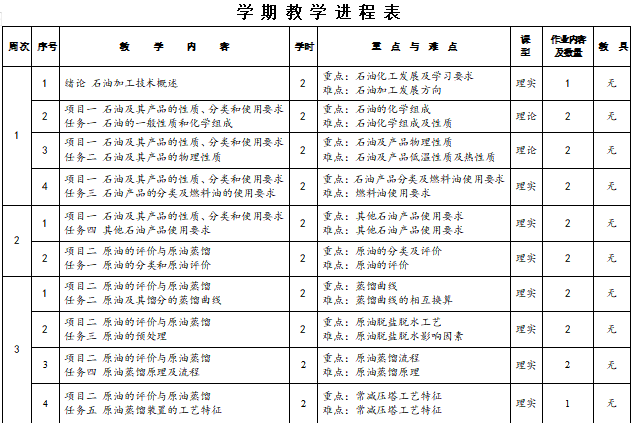 学期教学进程表
周次 序号 教学内容 学时 重点与难点 课型 作业内容及数量 教具
1
1 绪论 石油加工技术概述 2 重点：石油化工发展及学习要求 理实 1 无
难点：石油加工发展方向
2 项目一 石油及其产品的性质、分类和使用要求 2 重点：石油的化学组成 理论 2 无
任务一 石油的一般性质和化学组成 难点：石油化学组成及性质
3 项目一 石油及其产品的性质、分类和使用要求 2 重点：石油及产品物理性质 理论 2 无
任务二 石油及其产品的物理性质 难点：石油及产品低温性质及热性质
4 项目一 石油及其产品的性质、分类和使用要求 2 重点：石油产品分类及燃料油使用要求 理实 2 无
任务三 石油产品的分类及燃料油的使用要求 难点：燃料油使用要求
2
1 项目一 石油及其产品的性质、分类和使用要求 2 重点：其他石油产品使用要求 理实 2 无
任务四 其他石油产品使用要求 难点：其他石油产品使用要求
2 项目二 原油的评价与原油蒸馏 2 重点：原油的分类及评价 理实 2 无
任务一 原油的分类和原油评价 难点：原油的评价
3
1 项目二 原油的评价与原油蒸馏 2 重点：蒸馏曲线 理实 2 无
任务二 原油及其馏分的蒸馏曲线 难点：蒸馏曲线的相互换算
2 项目二 原油的评价与原油蒸馏 2 重点：原油脱盐脱水工艺 理实 2 无
任务三 原油的预处理 难点：原油脱盐脱水影响因素
3 项目二 原油的评价与原油蒸馏 2 重点：原油蒸馏流程 理实 2 无
任务四 原油蒸馏原理及流程 难点：原油蒸馏原理
4 项目二 原油的评价与原油蒸馏 2 重点：常减压塔工艺特征 理实 1 无
任务五 原油蒸馏装置的工艺特征 难点：常减压塔工艺特征